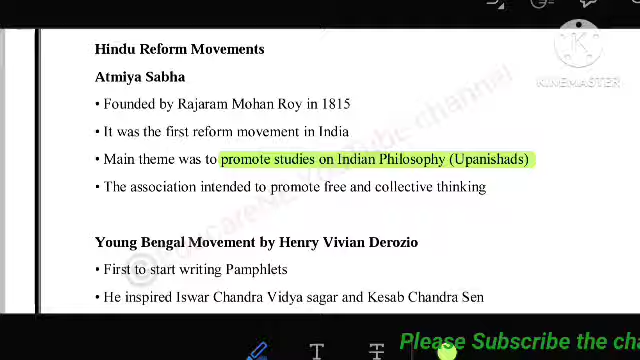 KINEMASTER
Hindu Reform Movements
Atmiya Sabha
• Founded by Rajaram Mohan Roy in 1815
• It was the first reform movement in India
• Main theme was to promote studies on Indian Philosophy (Upanishads)
• The association intended to promote free and collective thinking
Young Bengal Movement by Henry Vivian Derozio
• First to start writing Pamphlets
• He inspired Iswar Chandra Vidya sagar and Kesab Chandra Sen
T T
Please Subscribe the cha